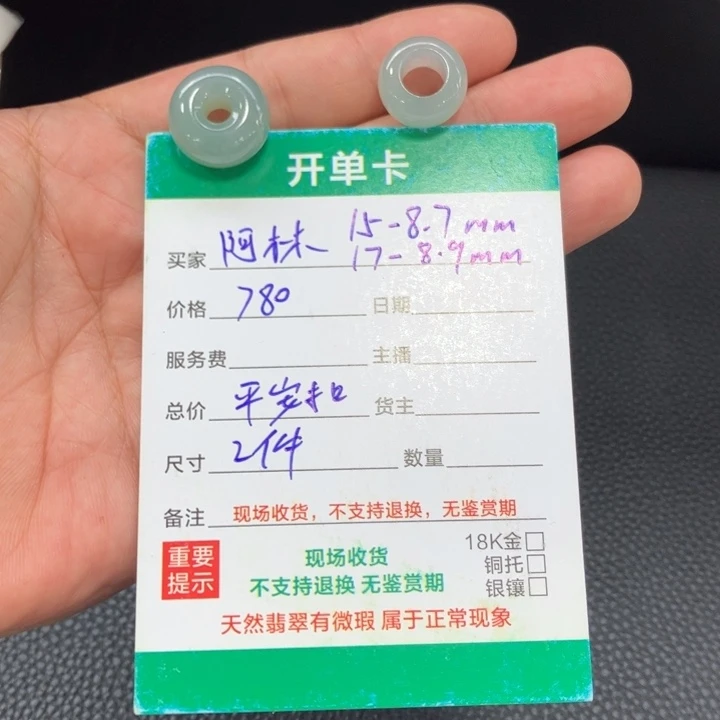 开单卡
15-8.7mm
买家 阿林 17-8.9mm
价格 780 日期
服务费 主播
总价 平安扣 货主
尺寸 2件 数量
备注 现场收货，不支持退换，无鉴赏期
重要提示
现场收货
不支持退换 无鉴赏期
18K金□
铜托□
银镶□
天然翡翠有微瑕 属于正常现象